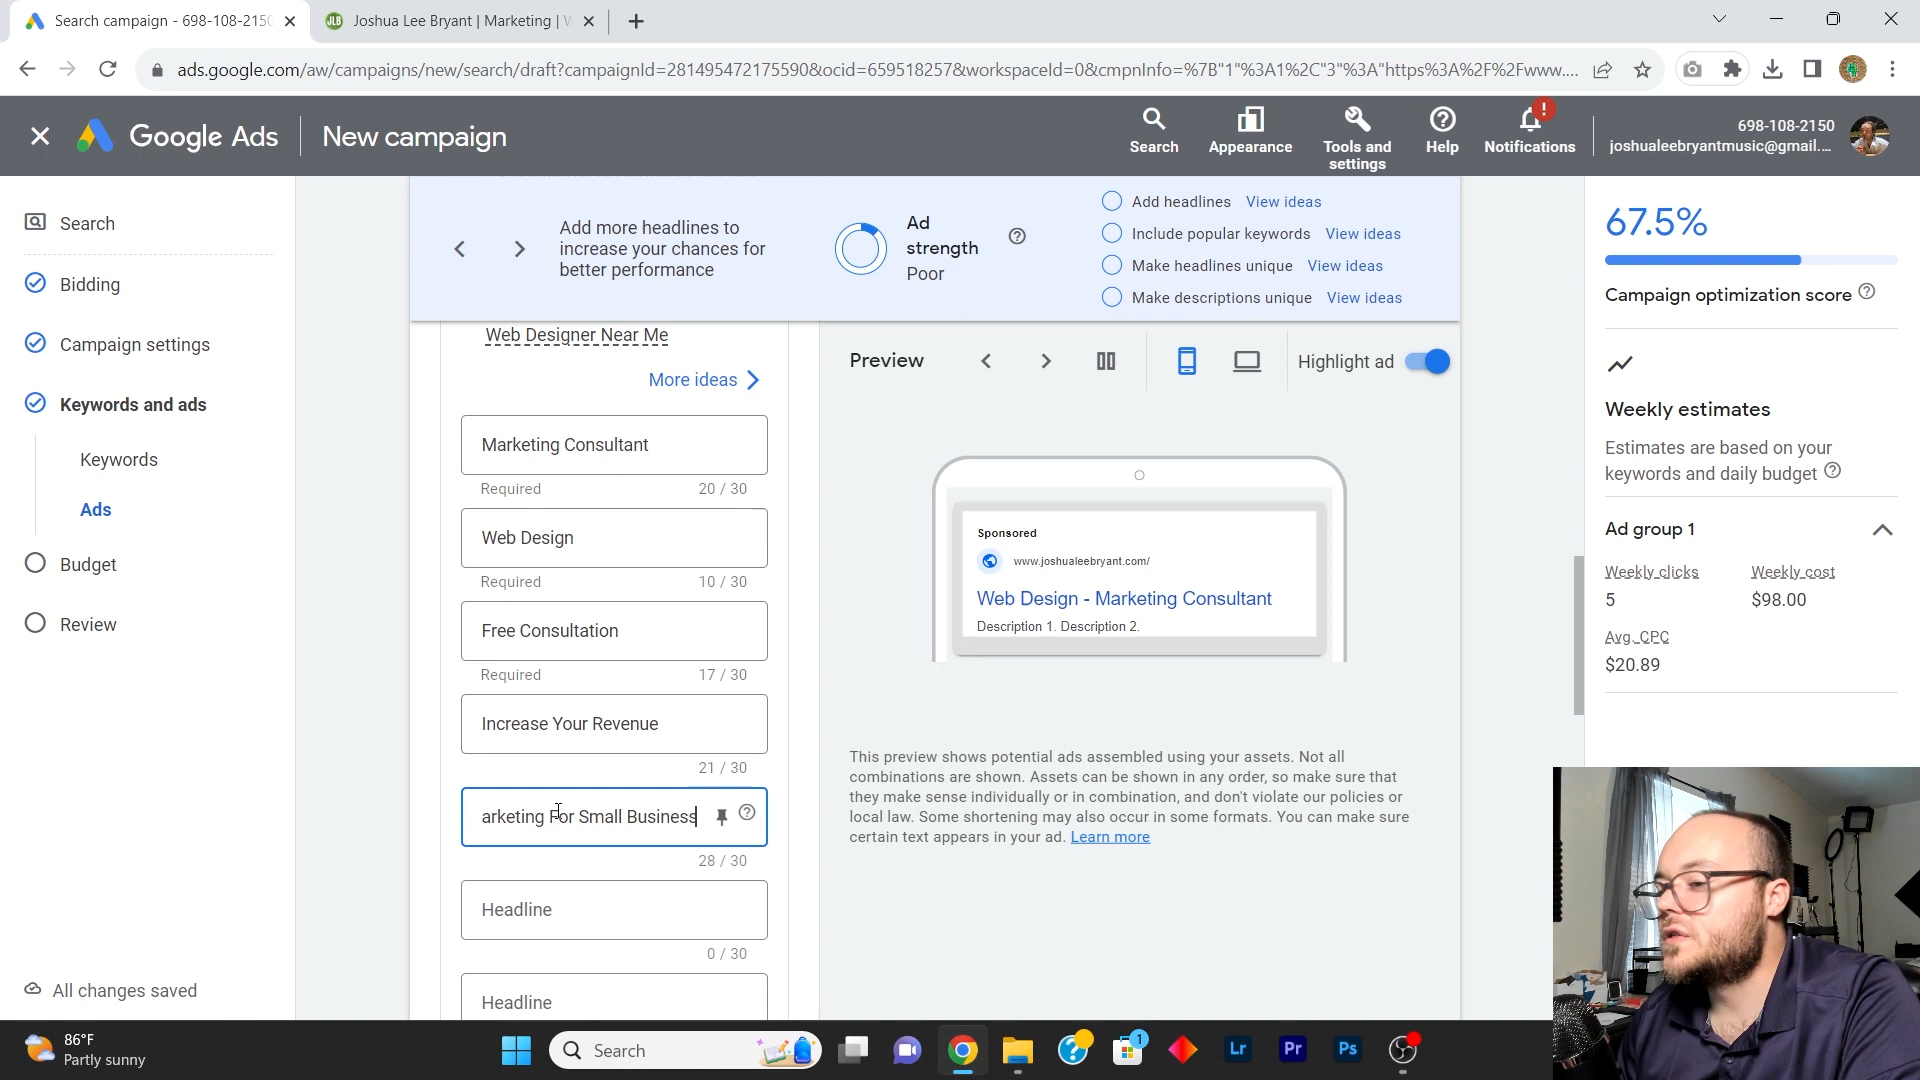 Search campaign - 698-108-2150
Joshua Lee Bryant | Marketing | W
ads.google.com/aw/campaigns/new/search/draft?campaignId=281495472175590&ocid=659518257&workspaceId=0&cmpnInfo=%7B"1"%3A1%2C"3"%3A"https%3A%2F%2Fwww....
Google Ads
New campaign
Search
Appearance
Tools and
settings
Help
Notifications
698-108-2150
joshualeebryantmusic@gmail....
Search
Bidding
Campaign settings
Keywords and ads
Keywords
Ads
Budget
Review
All changes saved
Add more headlines to
increase your chances for
better performance
Ad
strength
Poor
Add headlines View ideas
Include popular keywords View ideas
Make headlines unique View ideas
Make descriptions unique View ideas
Web Designer Near Me
More ideas
Marketing Consultant
Required 20 / 30
Web Design
Required 10 / 30
Free Consultation
Required 17 / 30
Increase Your Revenue
21 / 30
arketing For Small Business
28 / 30
Headline
0 / 30
Headline
Preview
Highlight ad
Sponsored
www.joshualeebryant.com/
Web Design - Marketing Consultant
Description 1. Description 2.
This preview shows potential ads assembled using your assets. Not all
combinations are shown. Assets can be shown in any order, so make sure that
they make sense individually or in combination, and don't violate our policies or
local law. Some shortening may also occur in some formats. You can make sure
certain text appears in your ad. Learn more
67.5%
Campaign optimization score
Weekly estimates
Estimates are based on your
keywords and daily budget
Ad group 1
Weekly clicks Weekly cost
5 $98.00
Avg. CPC
$20.89
86°F
Partly sunny
Search
1
Lr
Pr
Ps